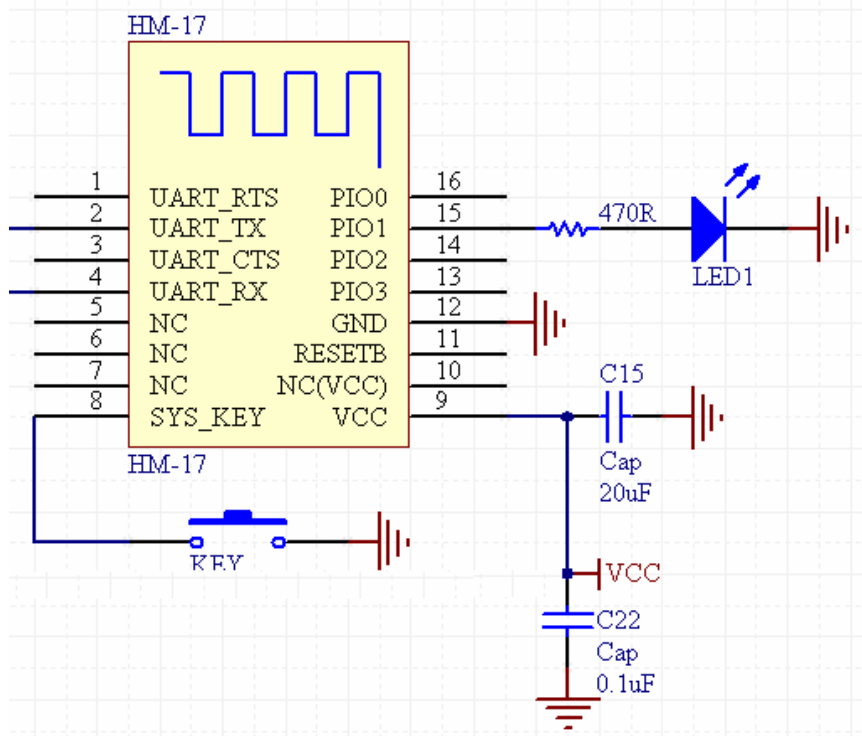 HM-17
1 UART_RTS PIO0 16
2 UART_TX PIO1 15
3 UART_CTS PIO2 14
4 UART_RX PIO3 13
5 NC GND 12
6 NC RESETB 11
7 NC NC(VCC) 10
8 SYS_KEY VCC 9
HM-17
470R
LED1
C15
Cap
20uF
KEY
VCC
C22
Cap
0.1uF